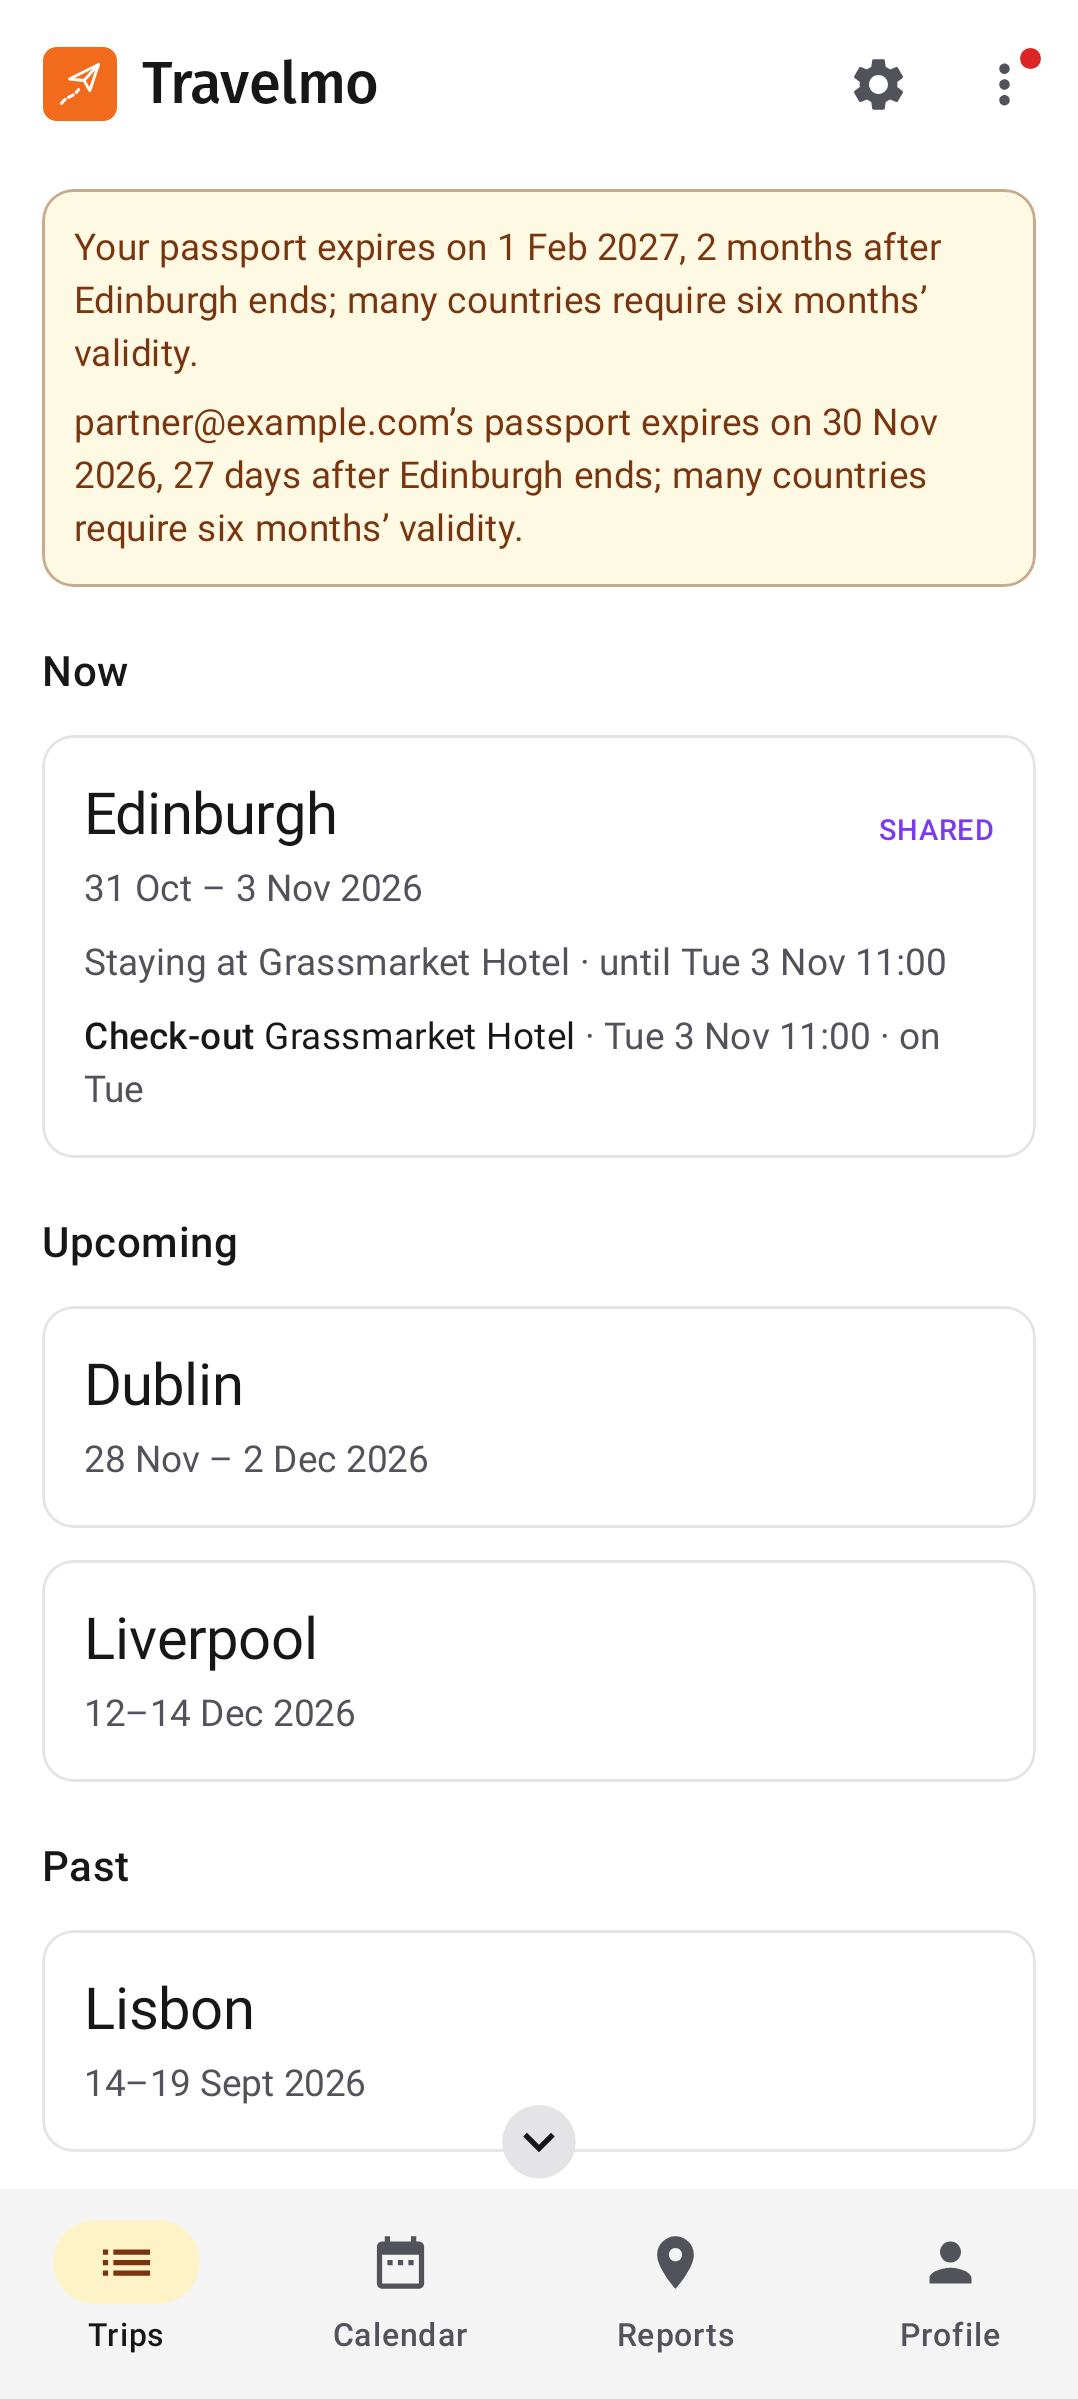 Travelmo
Your passport expires on 1 Feb 2027, 2 months after
Edinburgh ends; many countries require six months’
validity.
partner@example.com’s passport expires on 30 Nov
2026, 27 days after Edinburgh ends; many countries
require six months’ validity.
Now
Edinburgh
SHARED
31 Oct – 3 Nov 2026
Staying at Grassmarket Hotel · until Tue 3 Nov 11:00
Check-out Grassmarket Hotel · Tue 3 Nov 11:00 · on
Tue
Upcoming
Dublin
28 Nov – 2 Dec 2026
Liverpool
12–14 Dec 2026
Past
Lisbon
14–19 Sept 2026
Trips
Calendar
Reports
Profile